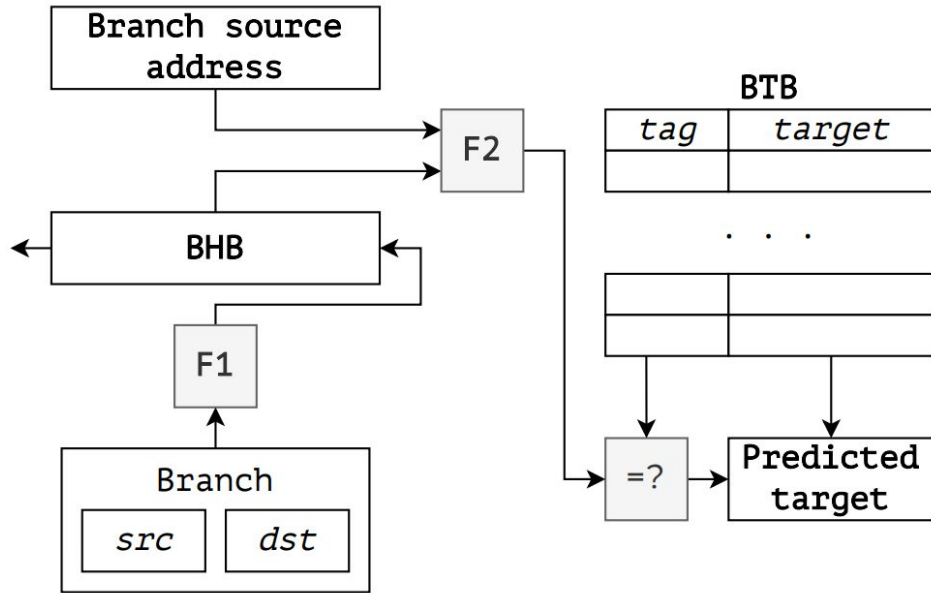 Branch source
address
F2
BTB
tag target
BHB
. . .
F1
Branch
src dst
=?
Predicted
target